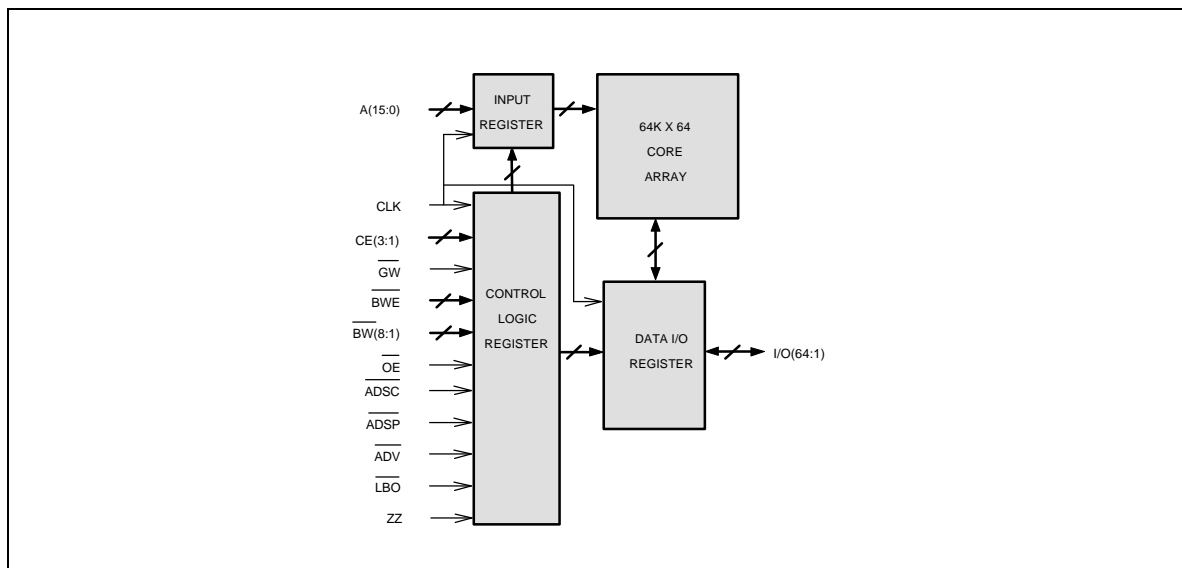 A(15:0)
INPUT
REGISTER
64K X 64
CORE
ARRAY
CLK
CE(3:1)
GW
BWE
BW(8:1)
OE
ADSC
ADSP
ADV
LBO
ZZ
CONTROL
LOGIC
REGISTER
DATA I/O
REGISTER
I/O(64:1)